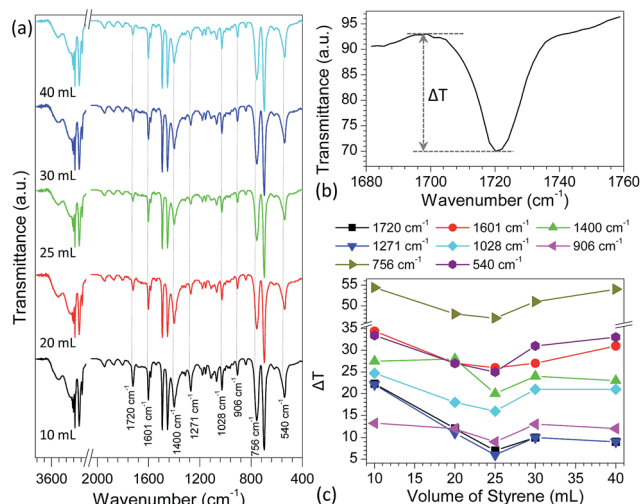 (a)
Transmittance (a.u.)
40 mL
30 mL
25 mL
20 mL
10 mL
1720 cm⁻¹
1601 cm⁻¹
1400 cm⁻¹
1271 cm⁻¹
1028 cm⁻¹
906 cm⁻¹
756 cm⁻¹
540 cm⁻¹
3600 2000 1600 1200 800 400
Wavenumber (cm⁻¹)
Transmittance (a.u.)
95
90
85
80
75
70
ΔT
1680 1700 1720 1740 1760
(b) Wavenumber (cm⁻¹)
1720 cm⁻¹ 1601 cm⁻¹ 1400 cm⁻¹
1271 cm⁻¹ 1028 cm⁻¹ 906 cm⁻¹
756 cm⁻¹ 540 cm⁻¹
ΔT
55
50
35
30
25
20
15
10
5
10 15 20 25 30 35 40
(c) Volume of Styrene (mL)